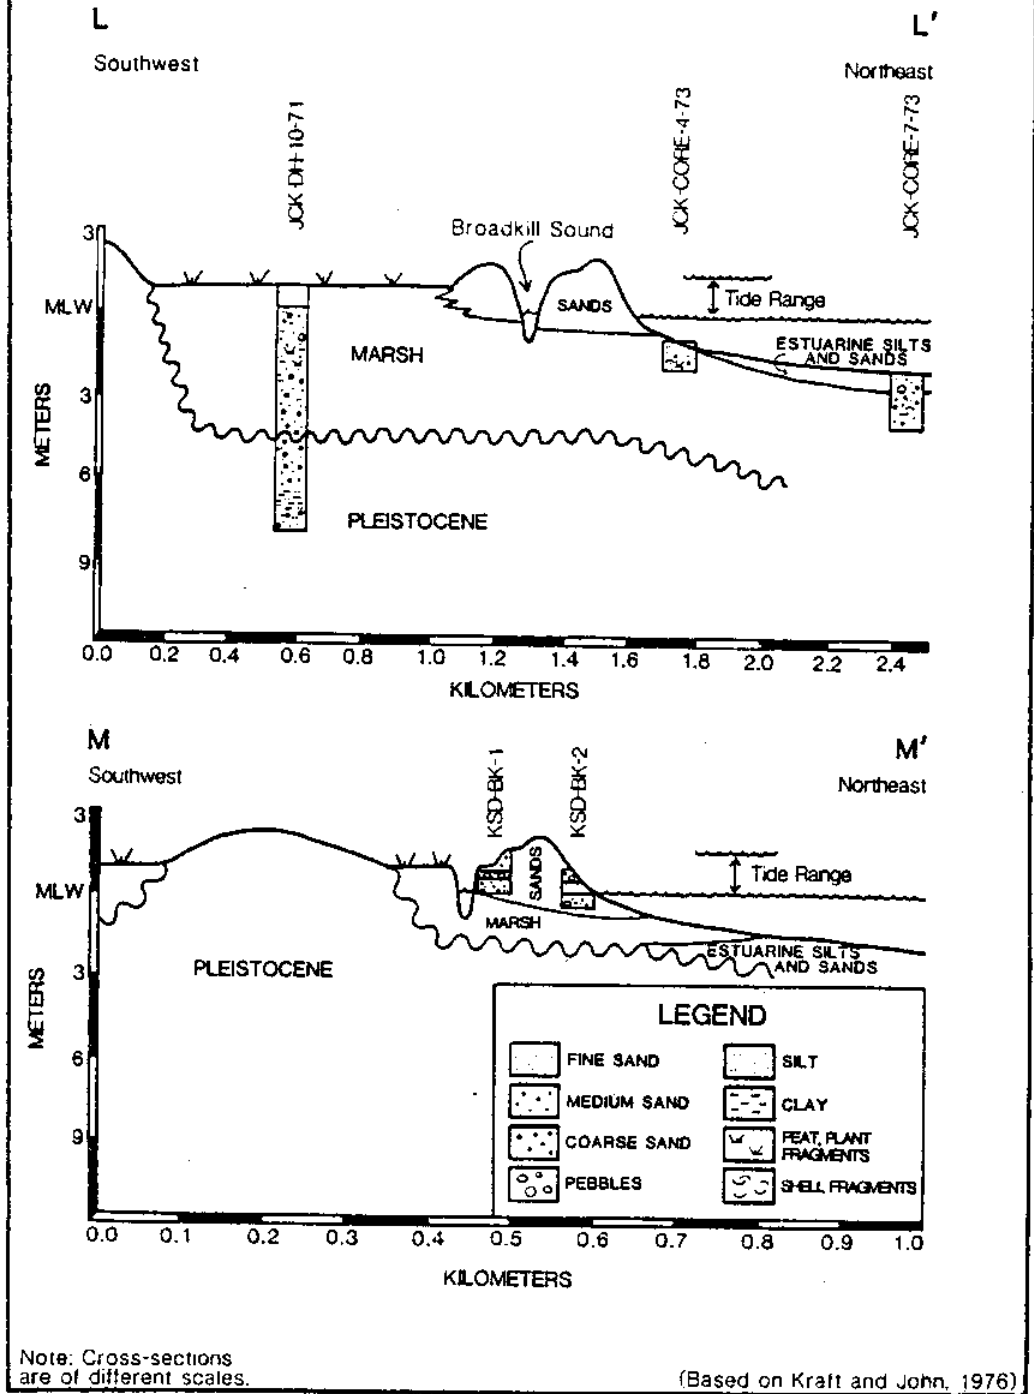 L
L'
Southwest
Northeast
JCK-DH-10-71
JCK-CORE-4-73
JCK-CORE-7-73
Broadkill Sound
3
MLW
3
6
9
METERS
SANDS
Tide Range
MARSH
ESTUARINE SILTS
AND SANDS
PLEISTOCENE
0.0 0.2 0.4 0.6 0.8 1.0 1.2 1.4 1.6 1.8 2.0 2.2 2.4
KILOMETERS
M
M'
Southwest
Northeast
KSD-BK-1
KSD-BK-2
3
MLW
3
6
9
METERS
SANDS
Tide Range
MARSH
PLEISTOCENE
ESTUARINE SILTS
AND SANDS
LEGEND
FINE SAND
SILT
MEDIUM SAND
CLAY
COARSE SAND
PEAT, PLANT
FRAGMENTS
PEBBLES
SHELL FRAGMENTS
0.0 0.1 0.2 0.3 0.4 0.5 0.6 0.7 0.8 0.9 1.0
KILOMETERS
Note: Cross-sections
are of different scales.
(Based on Kraft and John, 1976)